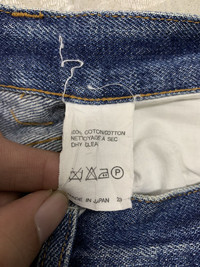 100% COTON/COTTON
NETTOYAGE A SEC
DRY CLEAN
P
MADE IN JAPAN